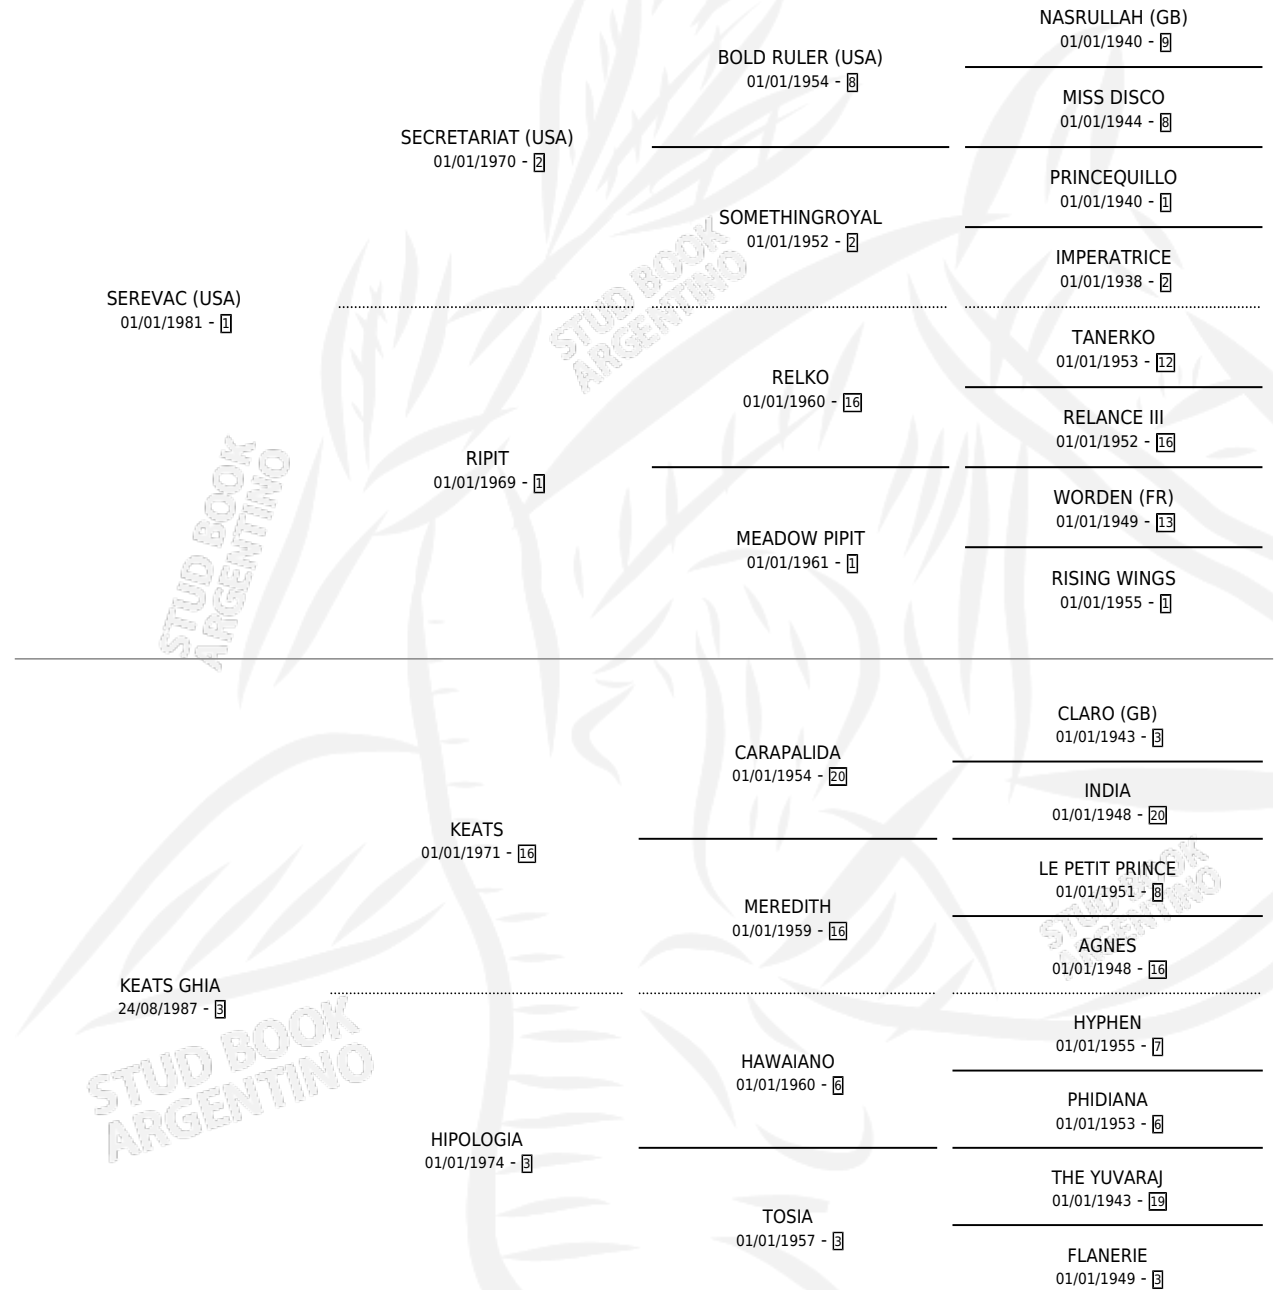 NASRULLAH (GB)
01/01/1940 - 9
BOLD RULER (USA)
01/01/1954 - 8
MISS DISCO
01/01/1944 - 8
SECRETARIAT (USA)
01/01/1970 - 2
PRINCEQUILLO
01/01/1940 - 1
SOMETHINGROYAL
01/01/1952 - 2
IMPERATRICE
01/01/1938 - 2
SEREVAC (USA)
01/01/1981 - 1
STUD BOOK
ARGENTINO
TANERKO
01/01/1953 - 12
RELKO
01/01/1960 - 16
RELANCE III
01/01/1952 - 16
RIPIT
01/01/1969 - 1
WORDEN (FR)
01/01/1949 - 13
MEADOW PIPIT
01/01/1961 - 1
RISING WINGS
01/01/1955 - 1
STUD BOOK
ARGENTINO
CLARO (GB)
01/01/1943 - 3
CARAPALIDA
01/01/1954 - 20
INDIA
01/01/1948 - 20
KEATS
01/01/1971 - 16
LE PETIT PRINCE
01/01/1951 - 8
MEREDITH
01/01/1959 - 16
AGNES
01/01/1948 - 16
STUD BOOK
ARGENTINO
KEATS GHIA
24/08/1987 - 3
STUD BOOK
ARGENTINO
HYPHEN
01/01/1955 - 7
HAWAIANO
01/01/1960 - 6
PHIDIANA
01/01/1953 - 6
HIPOLOGIA
01/01/1974 - 3
THE YUVARAJ
01/01/1943 - 19
TOSIA
01/01/1957 - 3
FLANERIE
01/01/1949 - 3